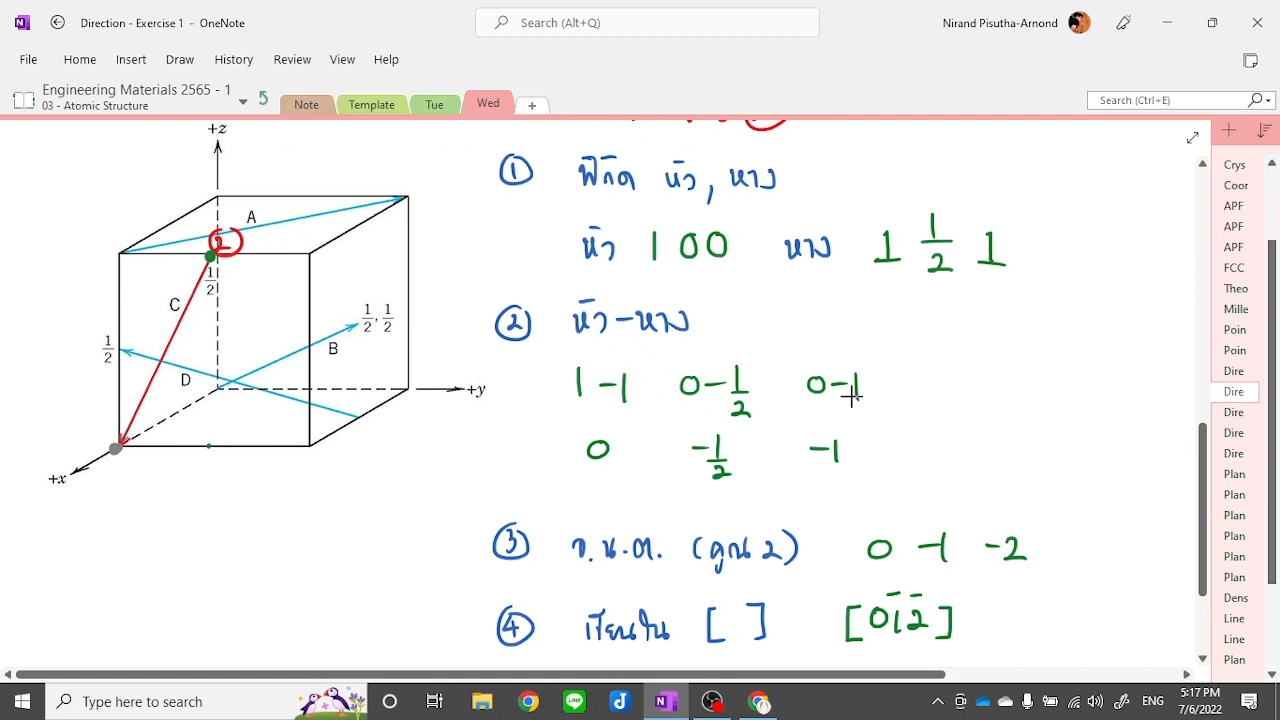 Direction - Exercise 1 - OneNote
Search (Alt+Q)
Nirand Pisutha-Arnond
File Home Insert Draw History Review View Help
Engineering Materials 2565 - 1
03 - Atomic Structure
Note Template Tue Wed +
Search (Ctrl+E)
+z
A
2
1/2
C
1/2
D
B
1/2, 1/2
+y
+x
① พิกัด หัว, หาง
หัว 1 0 0 หาง 1 1/2 1
② หัว-หาง
1-1 0-1/2 0-1
0 -1/2 -1
③ จ.น.ต. (คูณ 2) 0 -1 -2
④ เขียนใน [ ] [0 1̄ 2̄]
Crys
Coor
APF
APF
APF
FCC
Theo
Mille
Poin
Poin
Dire
Dire
Dire
Dire
Dire
Plan
Plan
Plan
Plan
Plan
Plan
Dens
Line
Line
Plan
Type here to search
ENG
5:17 PM
7/6/2022